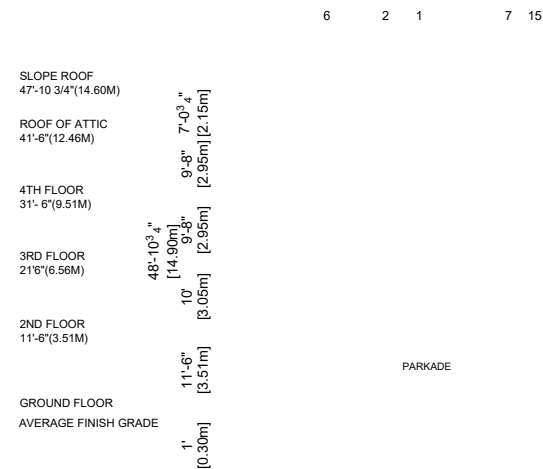 6 2 1 7 15
SLOPE ROOF
47'-10 3/4"(14.60M)
7'-0 3 4"
[2.15m]
ROOF OF ATTIC
41'-6"(12.46M)
9'-8"
[2.95m]
4TH FLOOR
31'- 6"(9.51M)
9'-8"
[2.95m]
48'-10 3 4"
[14.90m]
3RD FLOOR
21'6"(6.56M)
10'
[3.05m]
2ND FLOOR
11'-6"(3.51M)
11'-6"
[3.51m]
PARKADE
GROUND FLOOR
AVERAGE FINISH GRADE
1'
[0.30m]